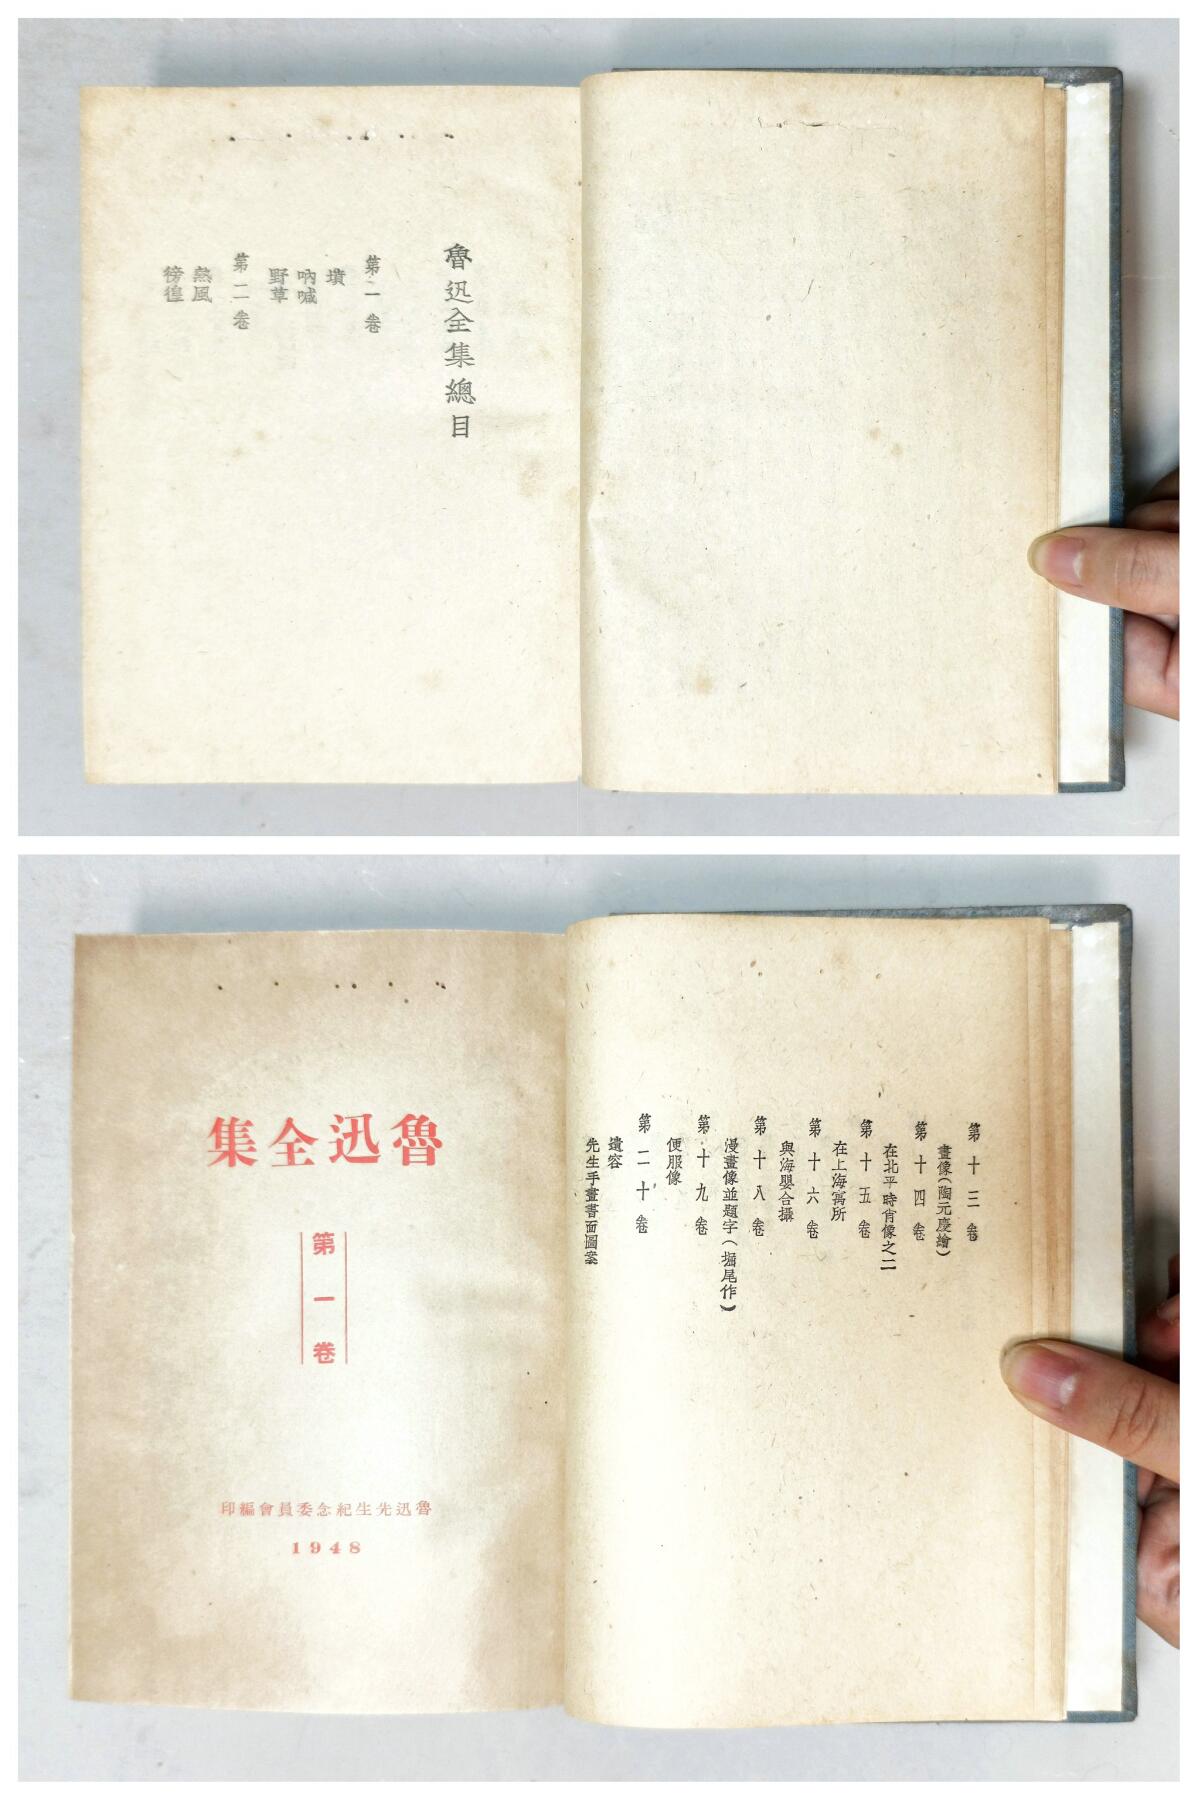 魯迅全集總目
第一卷
墳
吶喊
野草
第二卷
熱風
徬徨
第十三卷
畫像(陶元慶繪)
第十四卷
在北平時肖像之二
第十五卷
在上海寓所
第十六卷
與海嬰合攝
第十八卷
漫畫像並題字(堀尾作)
第十九卷
便服像
第二十卷
遺容
先生手畫書面圖案
魯迅全集
第一卷
魯迅先生紀念委員會編印
1948